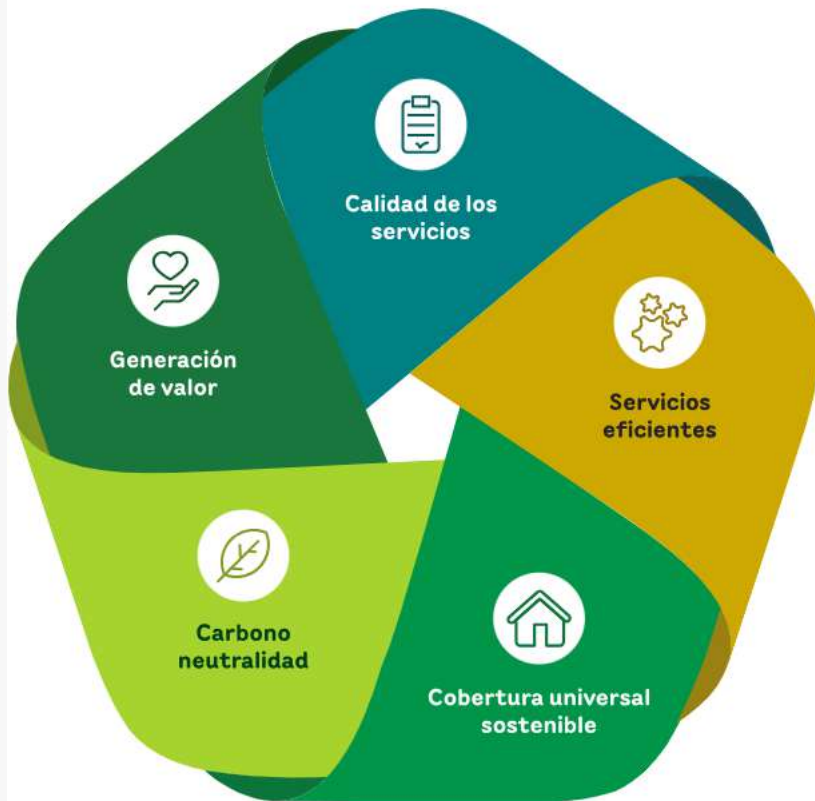 Calidad de los
servicios
Servicios
eficientes
Cobertura universal
sostenible
Carbono
neutralidad
Generación
de valor